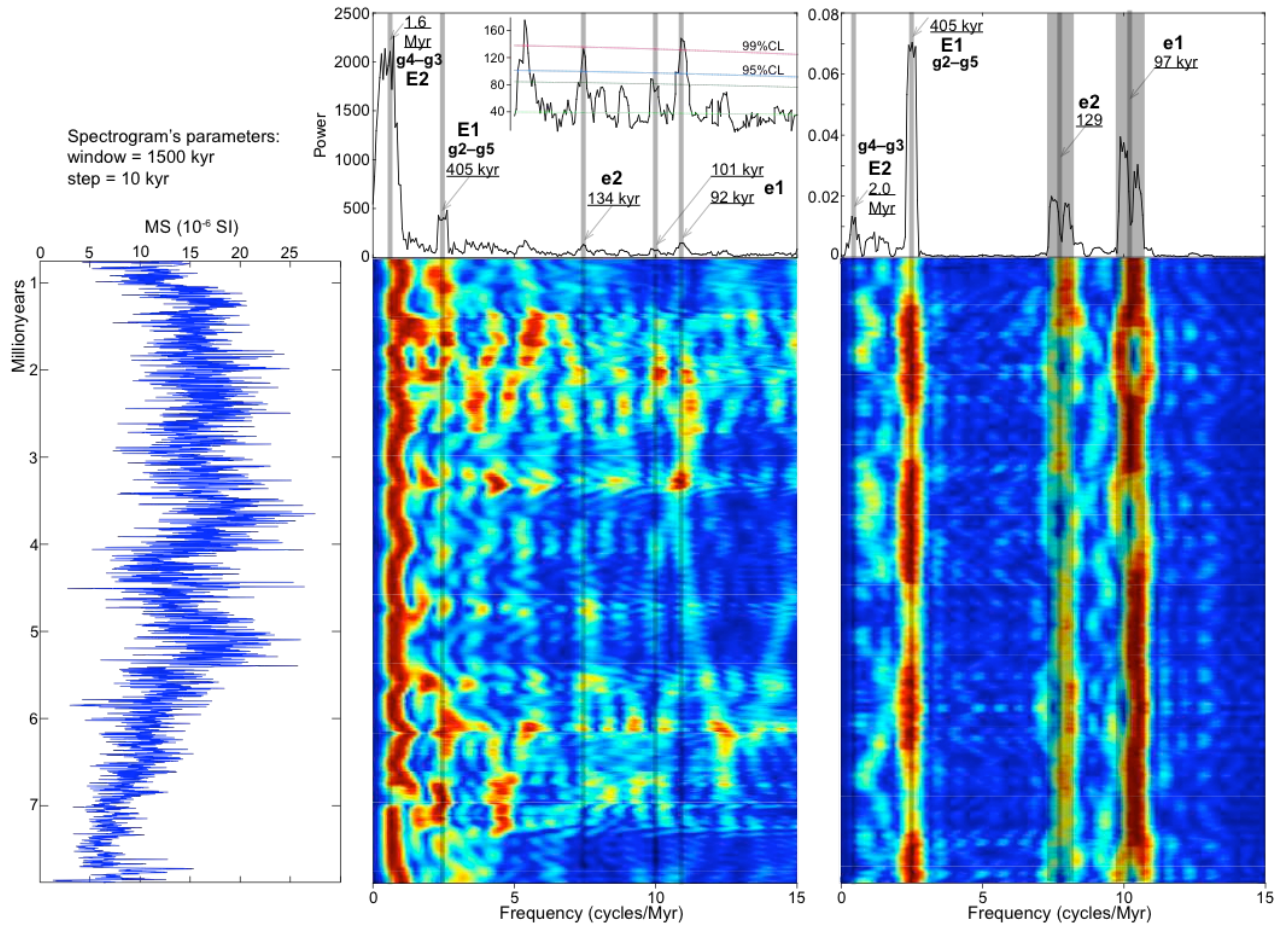 Spectrogram's parameters:
window = 1500 kyr
step = 10 kyr
MS (10⁻⁶ SI)
0 5 10 15 20 25
Millionyears
1
2
3
4
5
6
7
2500
2000
1500
1000
500
0
Power
1.6
Myr
g4–g3
E2
E1
g2–g5
405 kyr
e2
134 kyr
101 kyr
e1
92 kyr
160
120
80
40
99%CL
95%CL
0 5 10 15
Frequency (cycles/Myr)
0.08
0.06
0.04
0.02
0
405 kyr
E1
g2–g5
e1
97 kyr
e2
129
g4–g3
E2
2.0
Myr
0 5 10 15
Frequency (cycles/Myr)